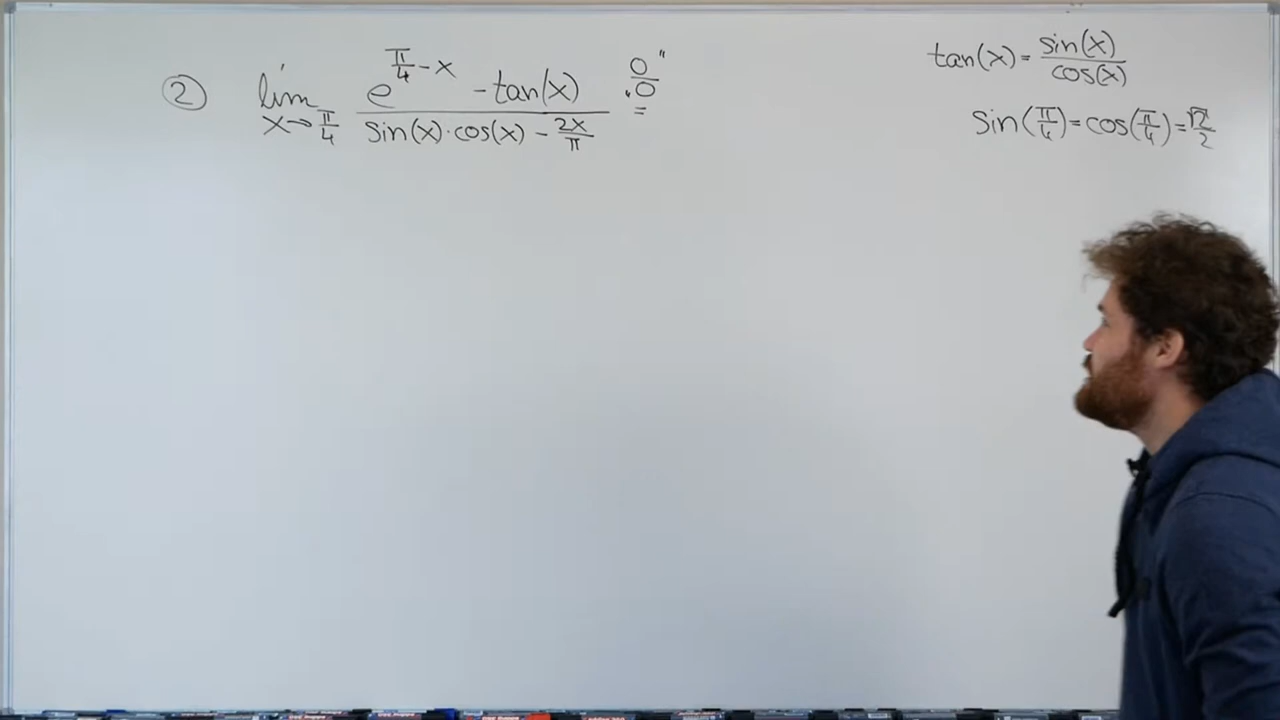 ② lim x→π/4 (e^(π/4 - x) - tan(x)) / (sin(x)·cos(x) - 2x/π) „0/0" =
tan(x) = sin(x)/cos(x)
sin(π/4) = cos(π/4) = √2/2